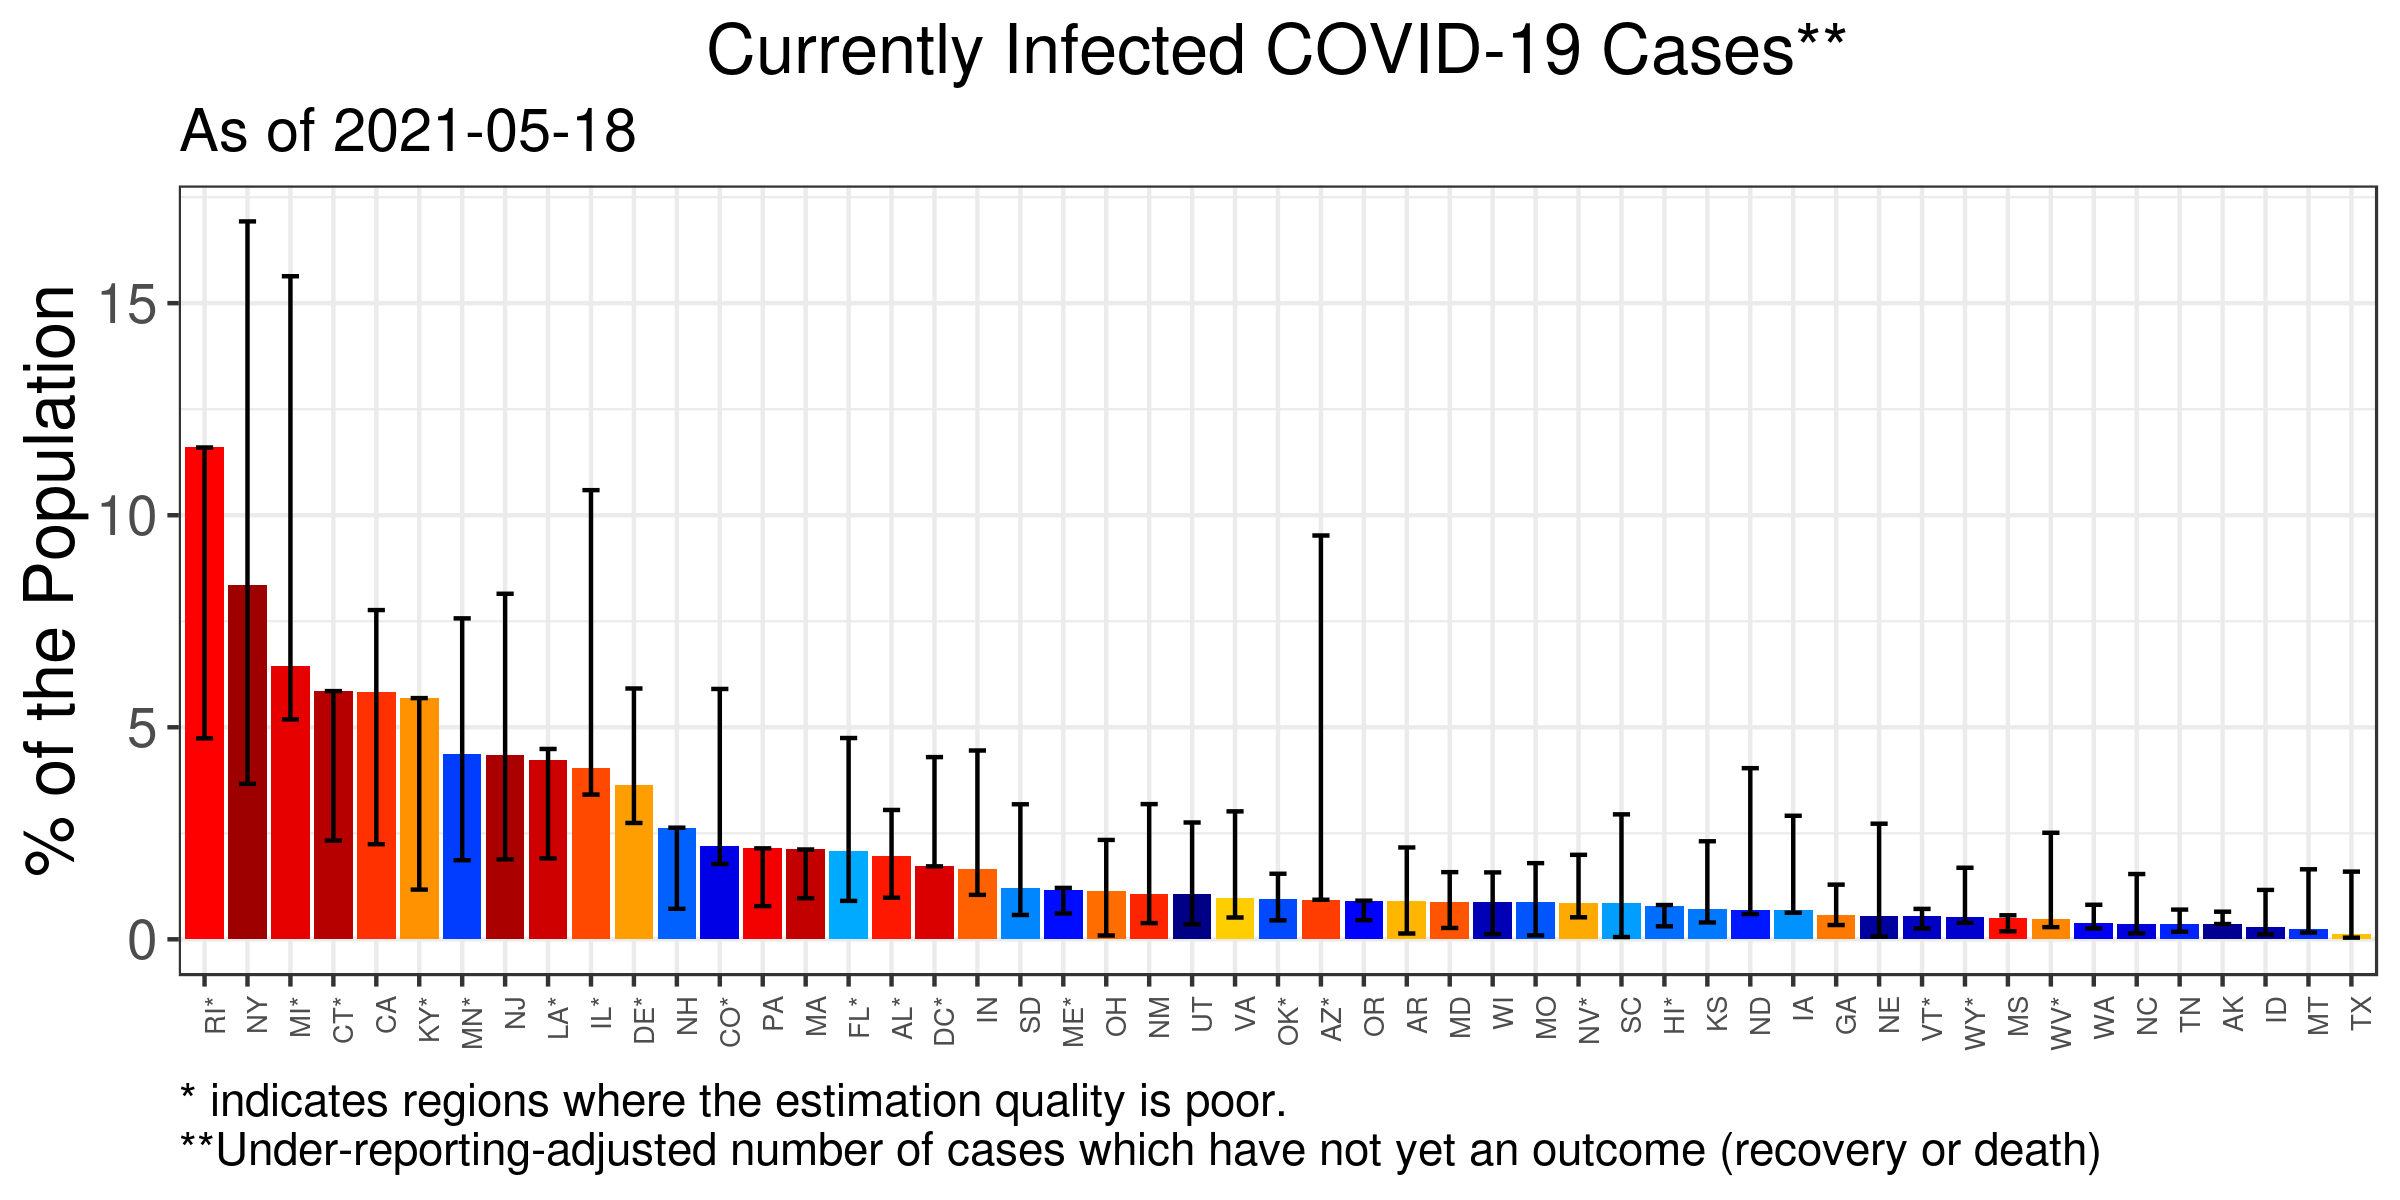 Currently Infected COVID-19 Cases**
As of 2021-05-18
% of the Population
15
10
5
0
RI* NY MI* CT* CA KY* MN* NJ LA* IL* DE* NH CO* PA MA FL* AL* DC* IN SD ME* OH NM UT VA OK* AZ* OR AR MD WI MO NV* SC HI* KS ND IA GA NE VT* WY* MS WV* WA NC TN AK ID MT TX
* indicates regions where the estimation quality is poor.
**Under-reporting-adjusted number of cases which have not yet an outcome (recovery or death)